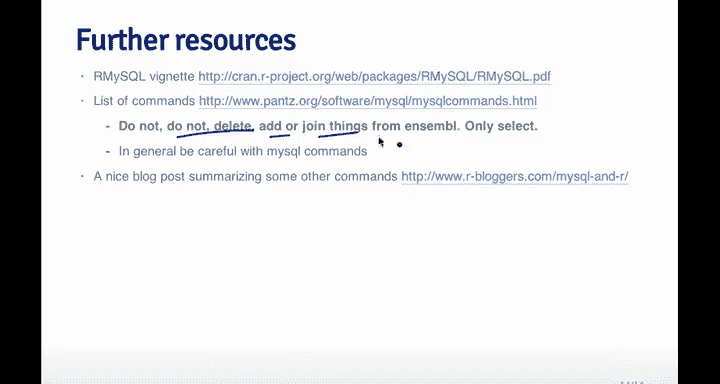 Further resources
· RMySQL vignette http://cran.r-project.org/web/packages/RMySQL/RMySQL.pdf
· List of commands http://www.pantz.org/software/mysql/mysqlcommands.html
- Do not, do not, delete, add or join things from ensembl. Only select.
- In general be careful with mysql commands
· A nice blog post summarizing some other commands http://www.r-bloggers.com/mysql-and-r/